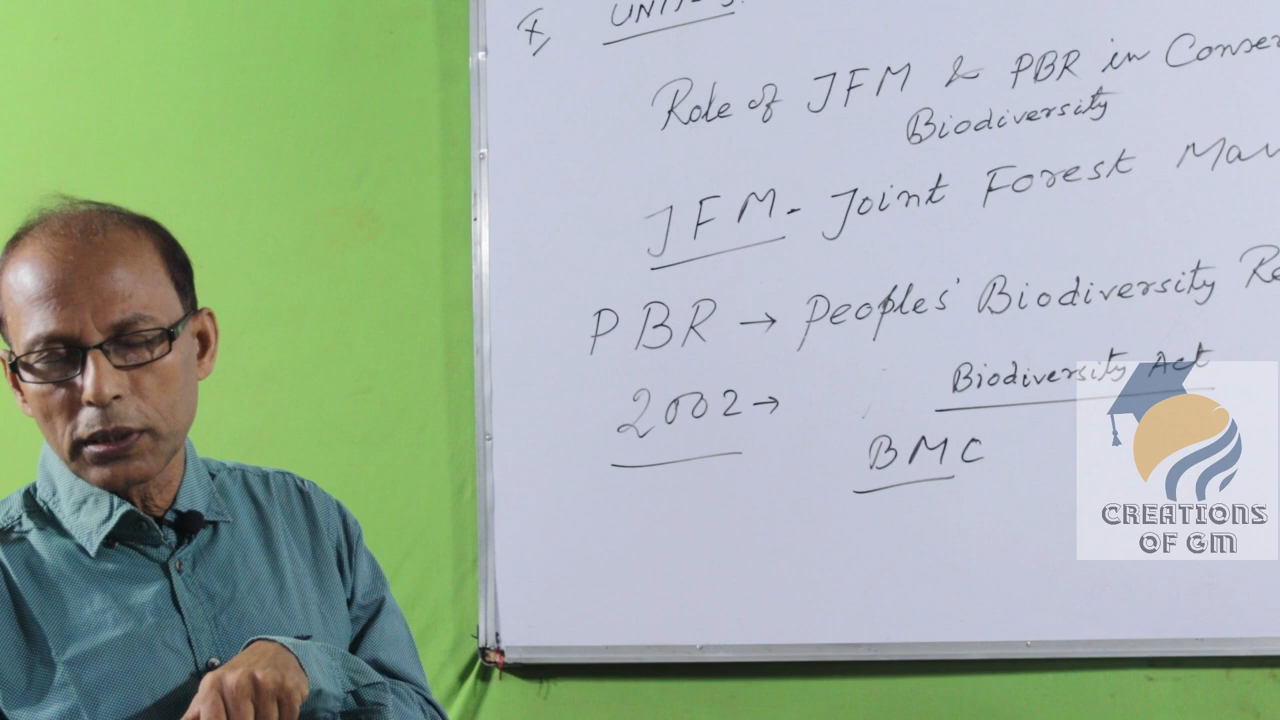 UNIT-
Role of JFM & PBR in Conser
Biodiversity
JFM - Joint Forest Man
PBR → Peoples' Biodiversity Re
2002 →
Biodiversity Act
BMC
CREATIONS
OF GM